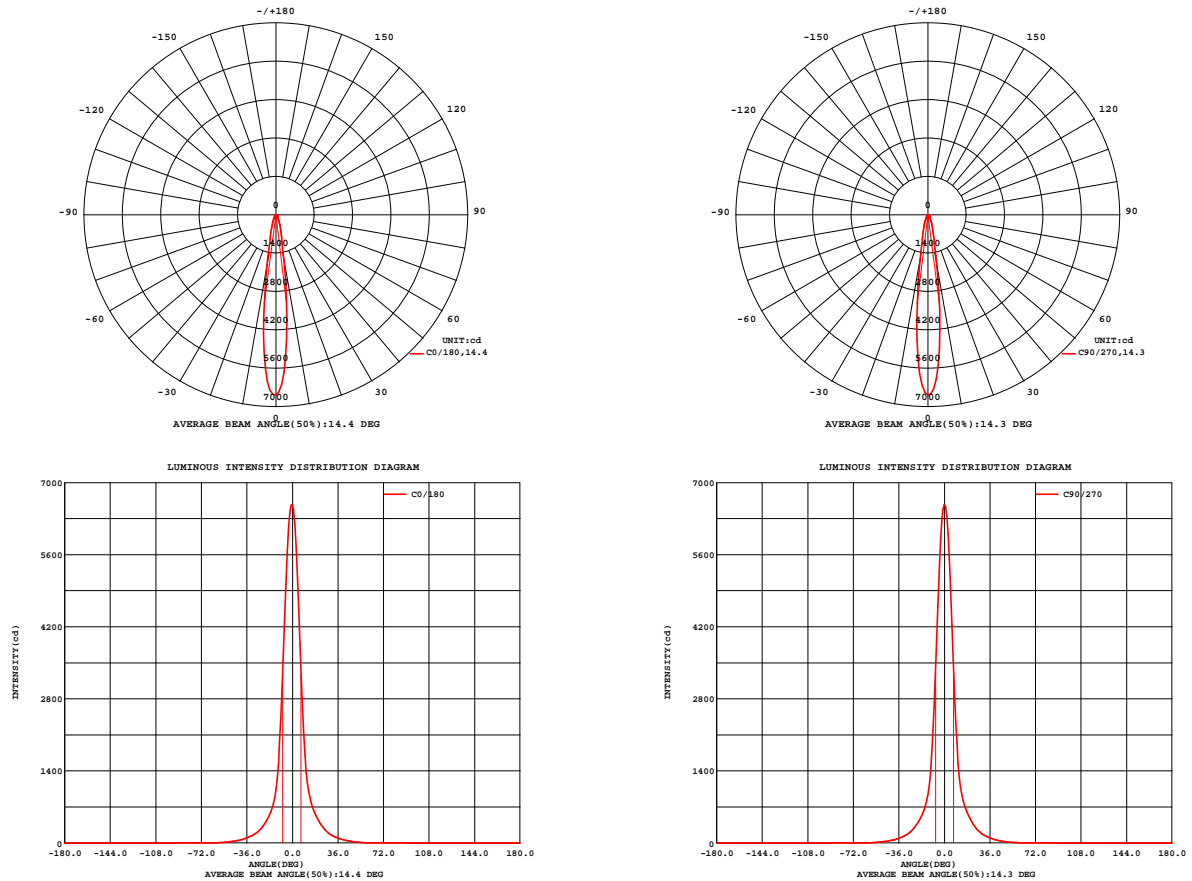 -/+180
-150 150
-120 120
-90 90
-60 60
-30 30
0
1400
2800
4200
5600
7000
0
UNIT:cd
C0/180,14.4
AVERAGE BEAM ANGLE(50%):14.4 DEG
-/+180
-150 150
-120 120
-90 90
-60 60
-30 30
0
1400
2800
4200
5600
7000
0
UNIT:cd
C90/270,14.3
AVERAGE BEAM ANGLE(50%):14.3 DEG
LUMINOUS INTENSITY DISTRIBUTION DIAGRAM
C0/180
7000
5600
4200
2800
1400
0
INTENSITY(cd)
-180.0 -144.0 -108.0 -72.0 -36.0 0.0 36.0 72.0 108.0 144.0 180.0
ANGLE(DEG)
AVERAGE BEAM ANGLE(50%):14.4 DEG
LUMINOUS INTENSITY DISTRIBUTION DIAGRAM
C90/270
7000
5600
4200
2800
1400
0
INTENSITY(cd)
-180.0 -144.0 -108.0 -72.0 -36.0 0.0 36.0 72.0 108.0 144.0 180.0
ANGLE(DEG)
AVERAGE BEAM ANGLE(50%):14.3 DEG